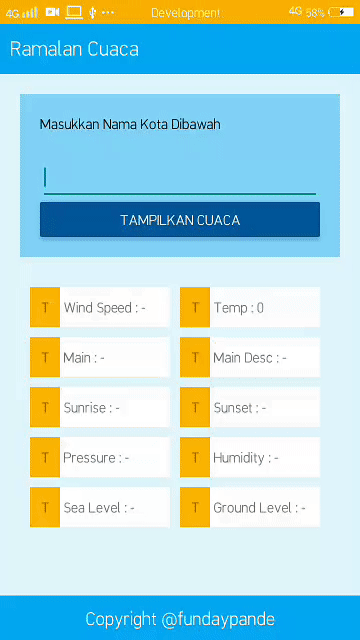 4G Development 4G 58%
Ramalan Cuaca
Masukkan Nama Kota Dibawah
TAMPILKAN CUACA
T Wind Speed : - T Temp : 0
T Main : - T Main Desc : -
T Sunrise : - T Sunset : -
T Pressure : - T Humidity : -
T Sea Level : - T Ground Level : -
Copyright @fundaypande